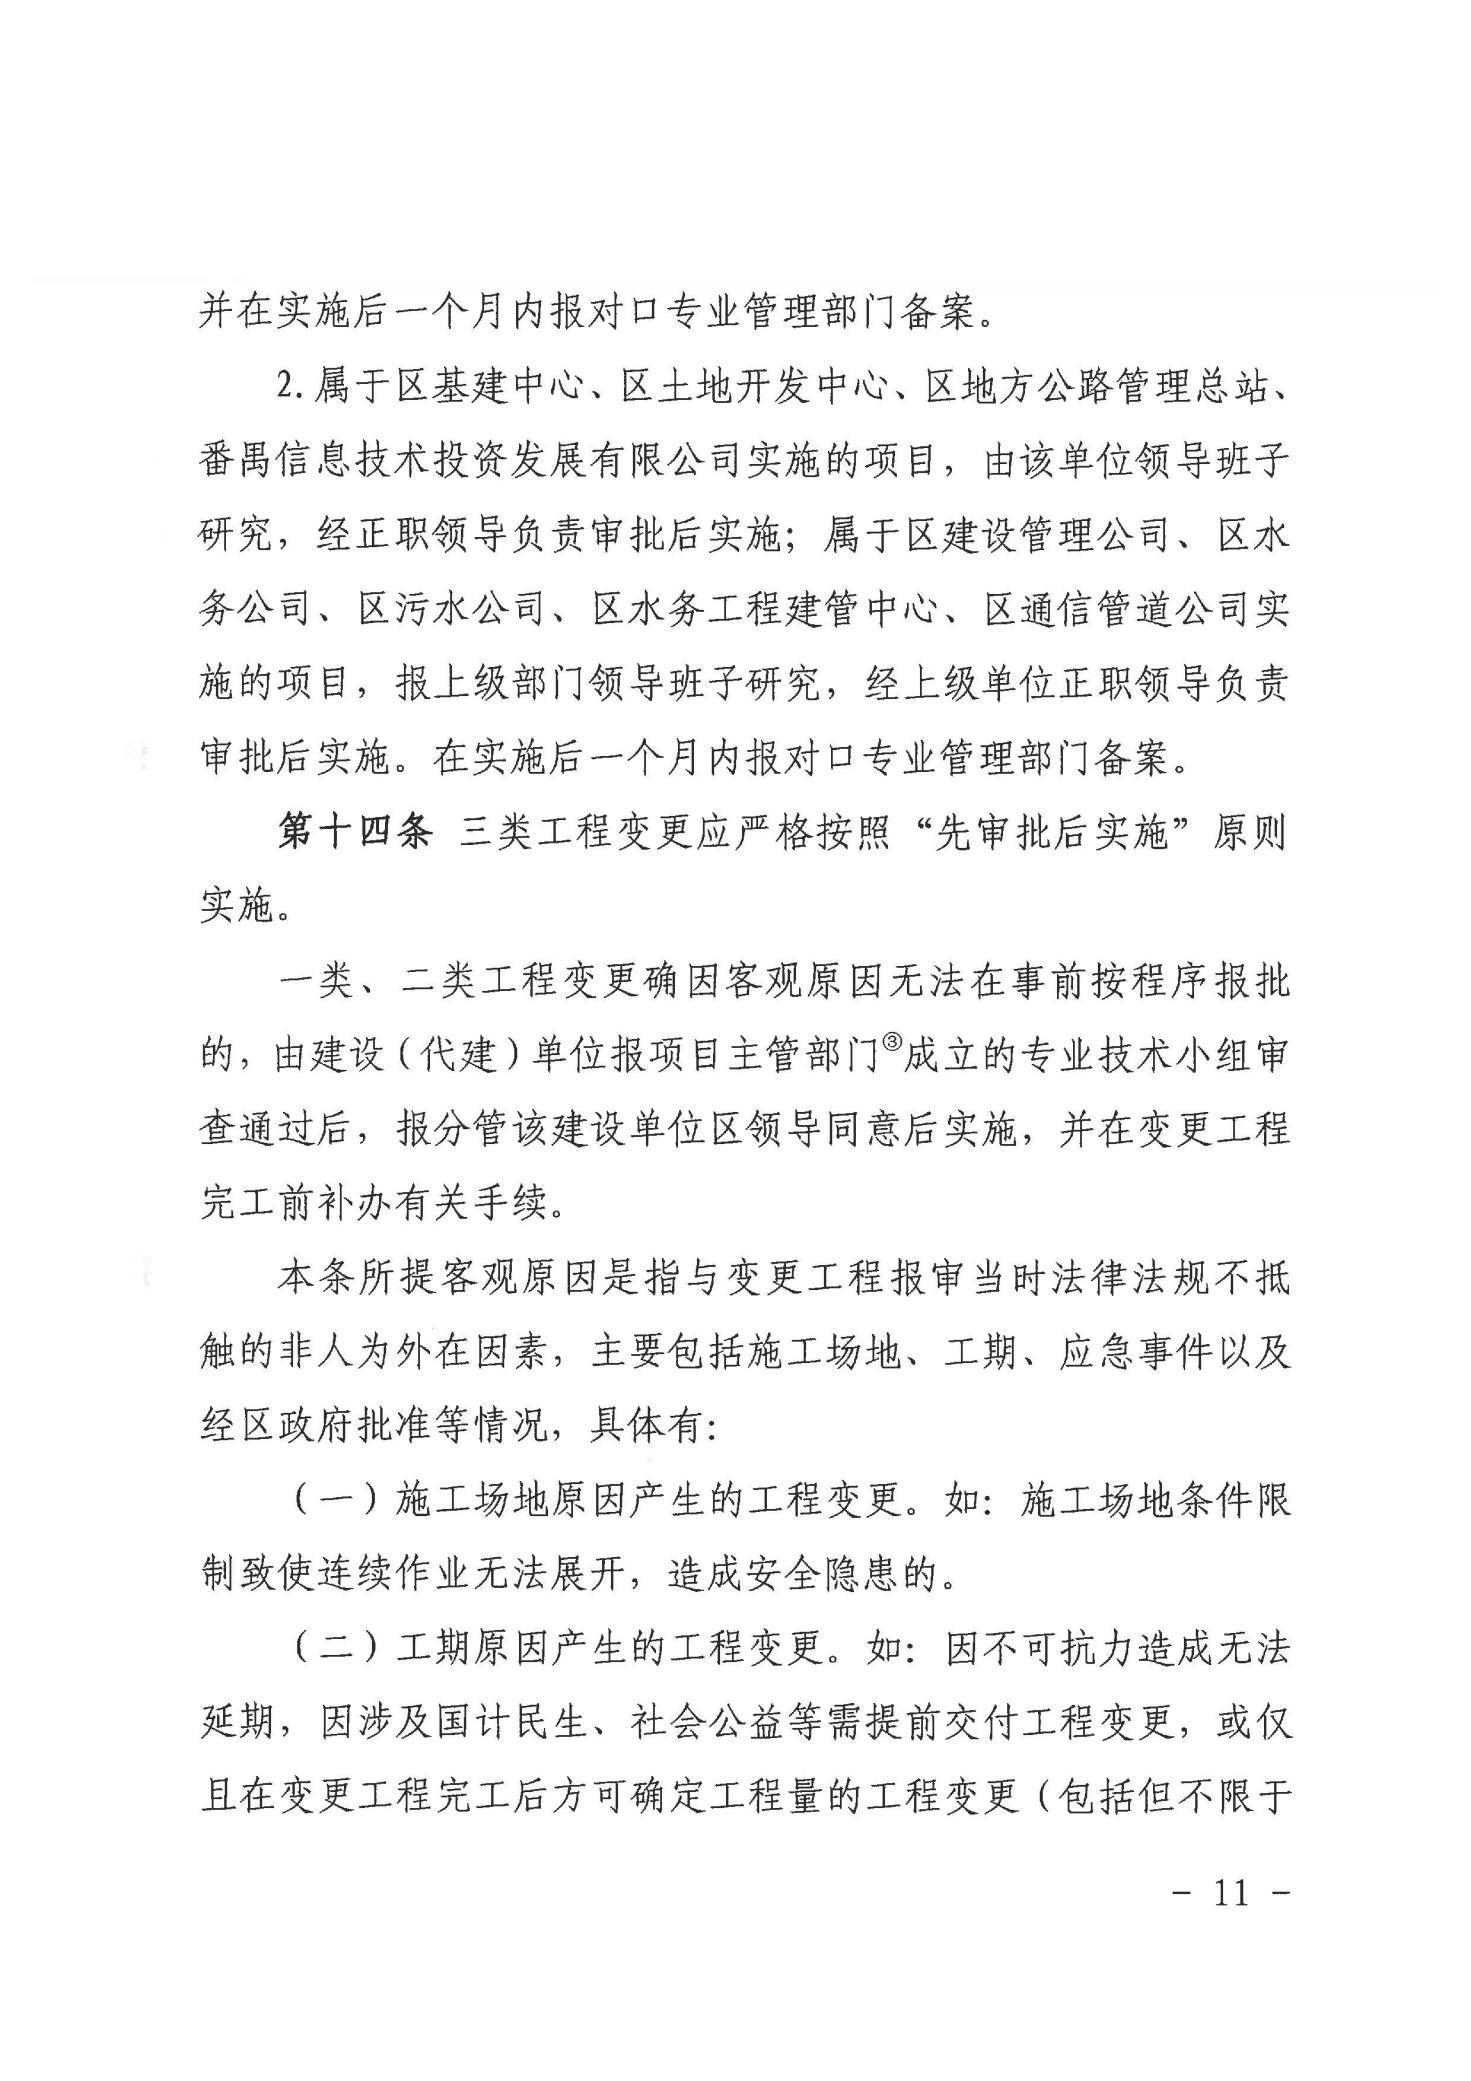 并在实施后一个月内报对口专业管理部门备案。
2.属于区基建中心、区土地开发中心、区地方公路管理总站、
番禺信息技术投资发展有限公司实施的项目，由该单位领导班子
研究，经正职领导负责审批后实施；属于区建设管理公司、区水
务公司、区污水公司、区水务工程建管中心、区通信管道公司实
施的项目，报上级部门领导班子研究，经上级单位正职领导负责
审批后实施。在实施后一个月内报对口专业管理部门备案。
第十四条 三类工程变更应严格按照“先审批后实施”原则
实施。
一类、二类工程变更确因客观原因无法在事前按程序报批
的，由建设（代建）单位报项目主管部门③成立的专业技术小组审
查通过后，报分管该建设单位区领导同意后实施，并在变更工程
完工前补办有关手续。
本条所提客观原因是指与变更工程报审当时法律法规不抵
触的非人为外在因素，主要包括施工场地、工期、应急事件以及
经区政府批准等情况，具体有：
（一）施工场地原因产生的工程变更。如：施工场地条件限
制致使连续作业无法展开，造成安全隐患的。
（二）工期原因产生的工程变更。如：因不可抗力造成无法
延期，因涉及国计民生、社会公益等需提前交付工程变更，或仅
且在变更工程完工后方可确定工程量的工程变更（包括但不限于
- 11 -